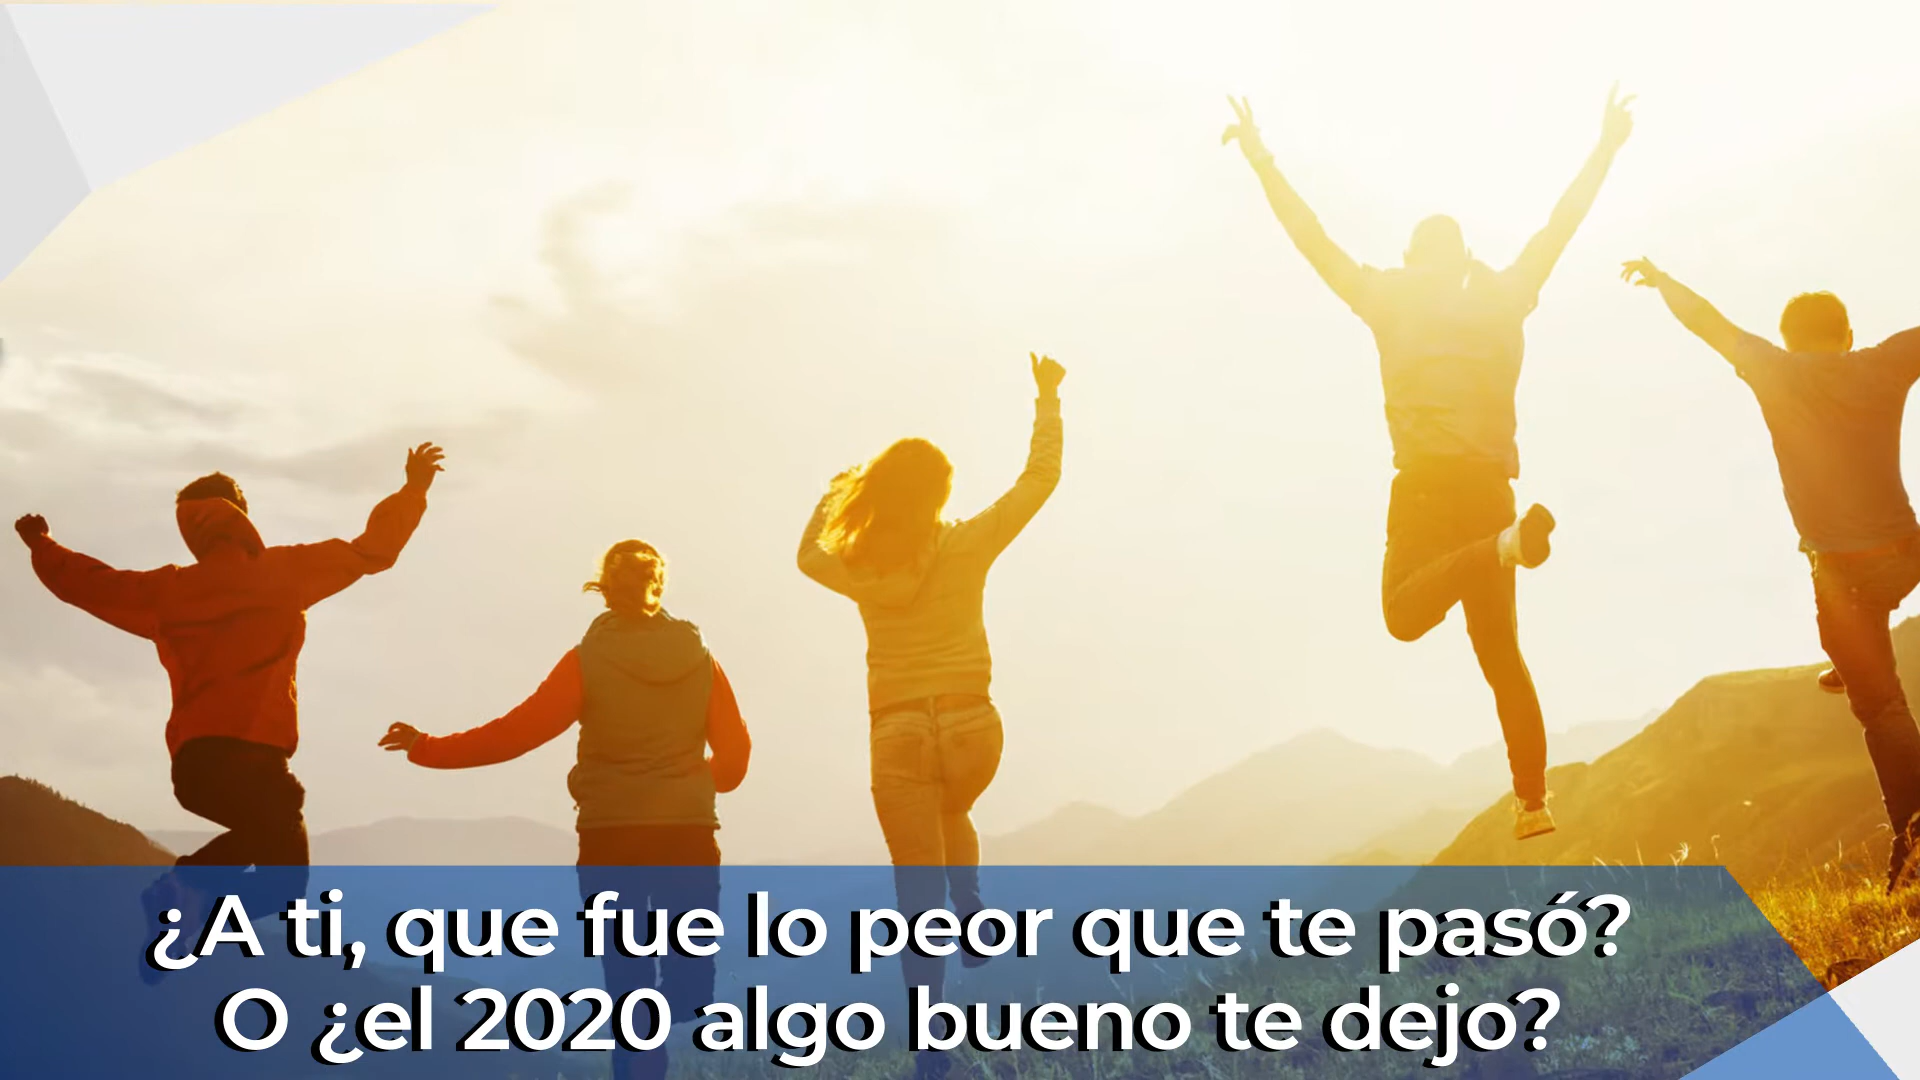 ¿A ti, que fue lo peor que te pasó?
O ¿el 2020 algo bueno te dejo?